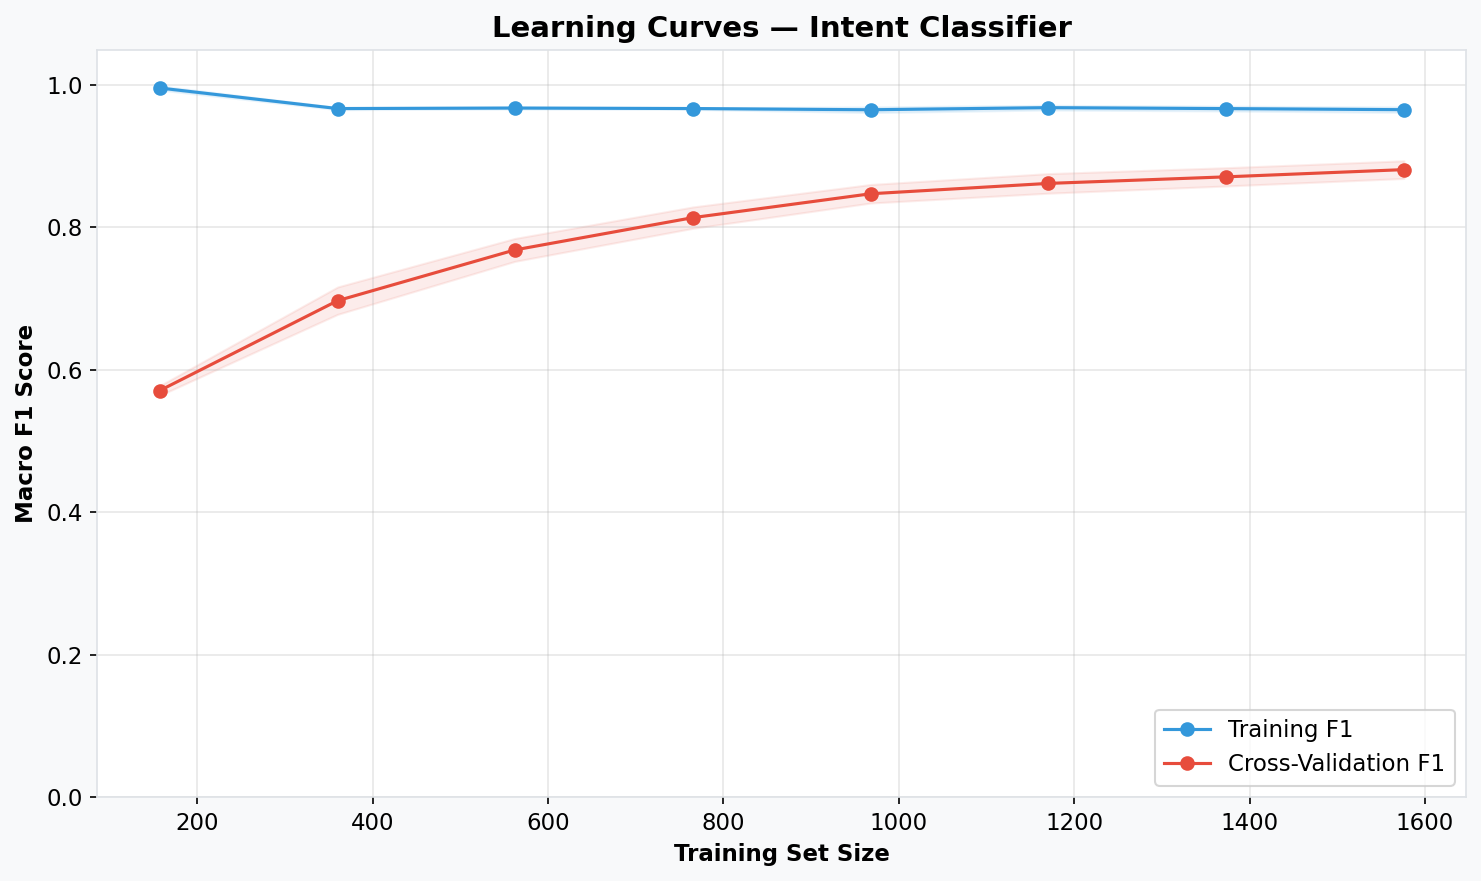 Learning Curves — Intent Classifier
Macro F1 Score
1.0
0.8
0.6
0.4
0.2
0.0
200 400 600 800 1000 1200 1400 1600
Training Set Size
Training F1
Cross-Validation F1